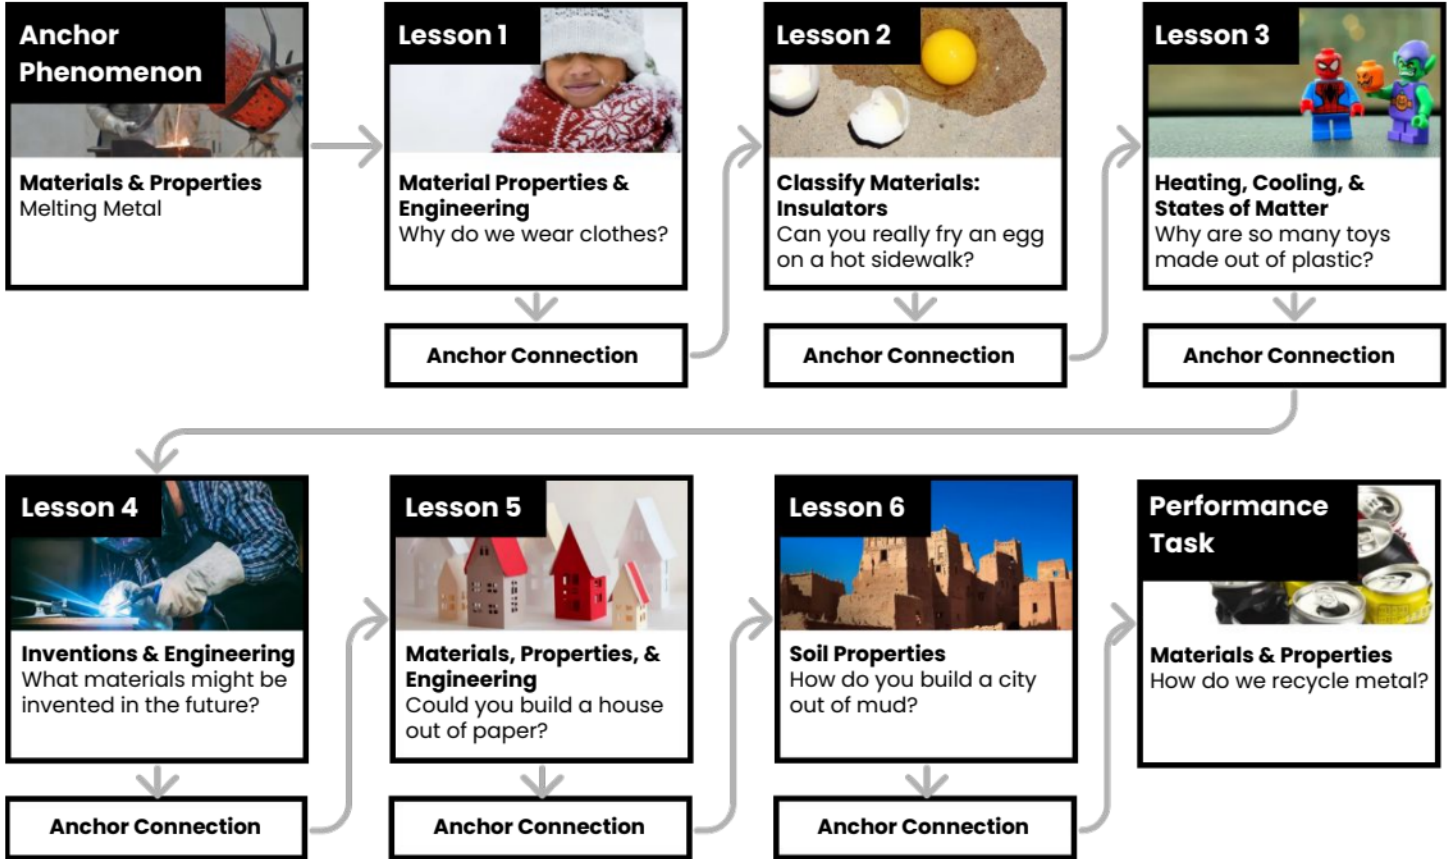 Anchor
Phenomenon
Materials & Properties
Melting Metal
Lesson 1
Material Properties &
Engineering
Why do we wear clothes?
Anchor Connection
Lesson 2
Classify Materials:
Insulators
Can you really fry an egg
on a hot sidewalk?
Anchor Connection
Lesson 3
Heating, Cooling, &
States of Matter
Why are so many toys
made out of plastic?
Anchor Connection
Lesson 4
Inventions & Engineering
What materials might be
invented in the future?
Anchor Connection
Lesson 5
Materials, Properties, &
Engineering
Could you build a house
out of paper?
Anchor Connection
Lesson 6
Soil Properties
How do you build a city
out of mud?
Anchor Connection
Performance
Task
Materials & Properties
How do we recycle metal?